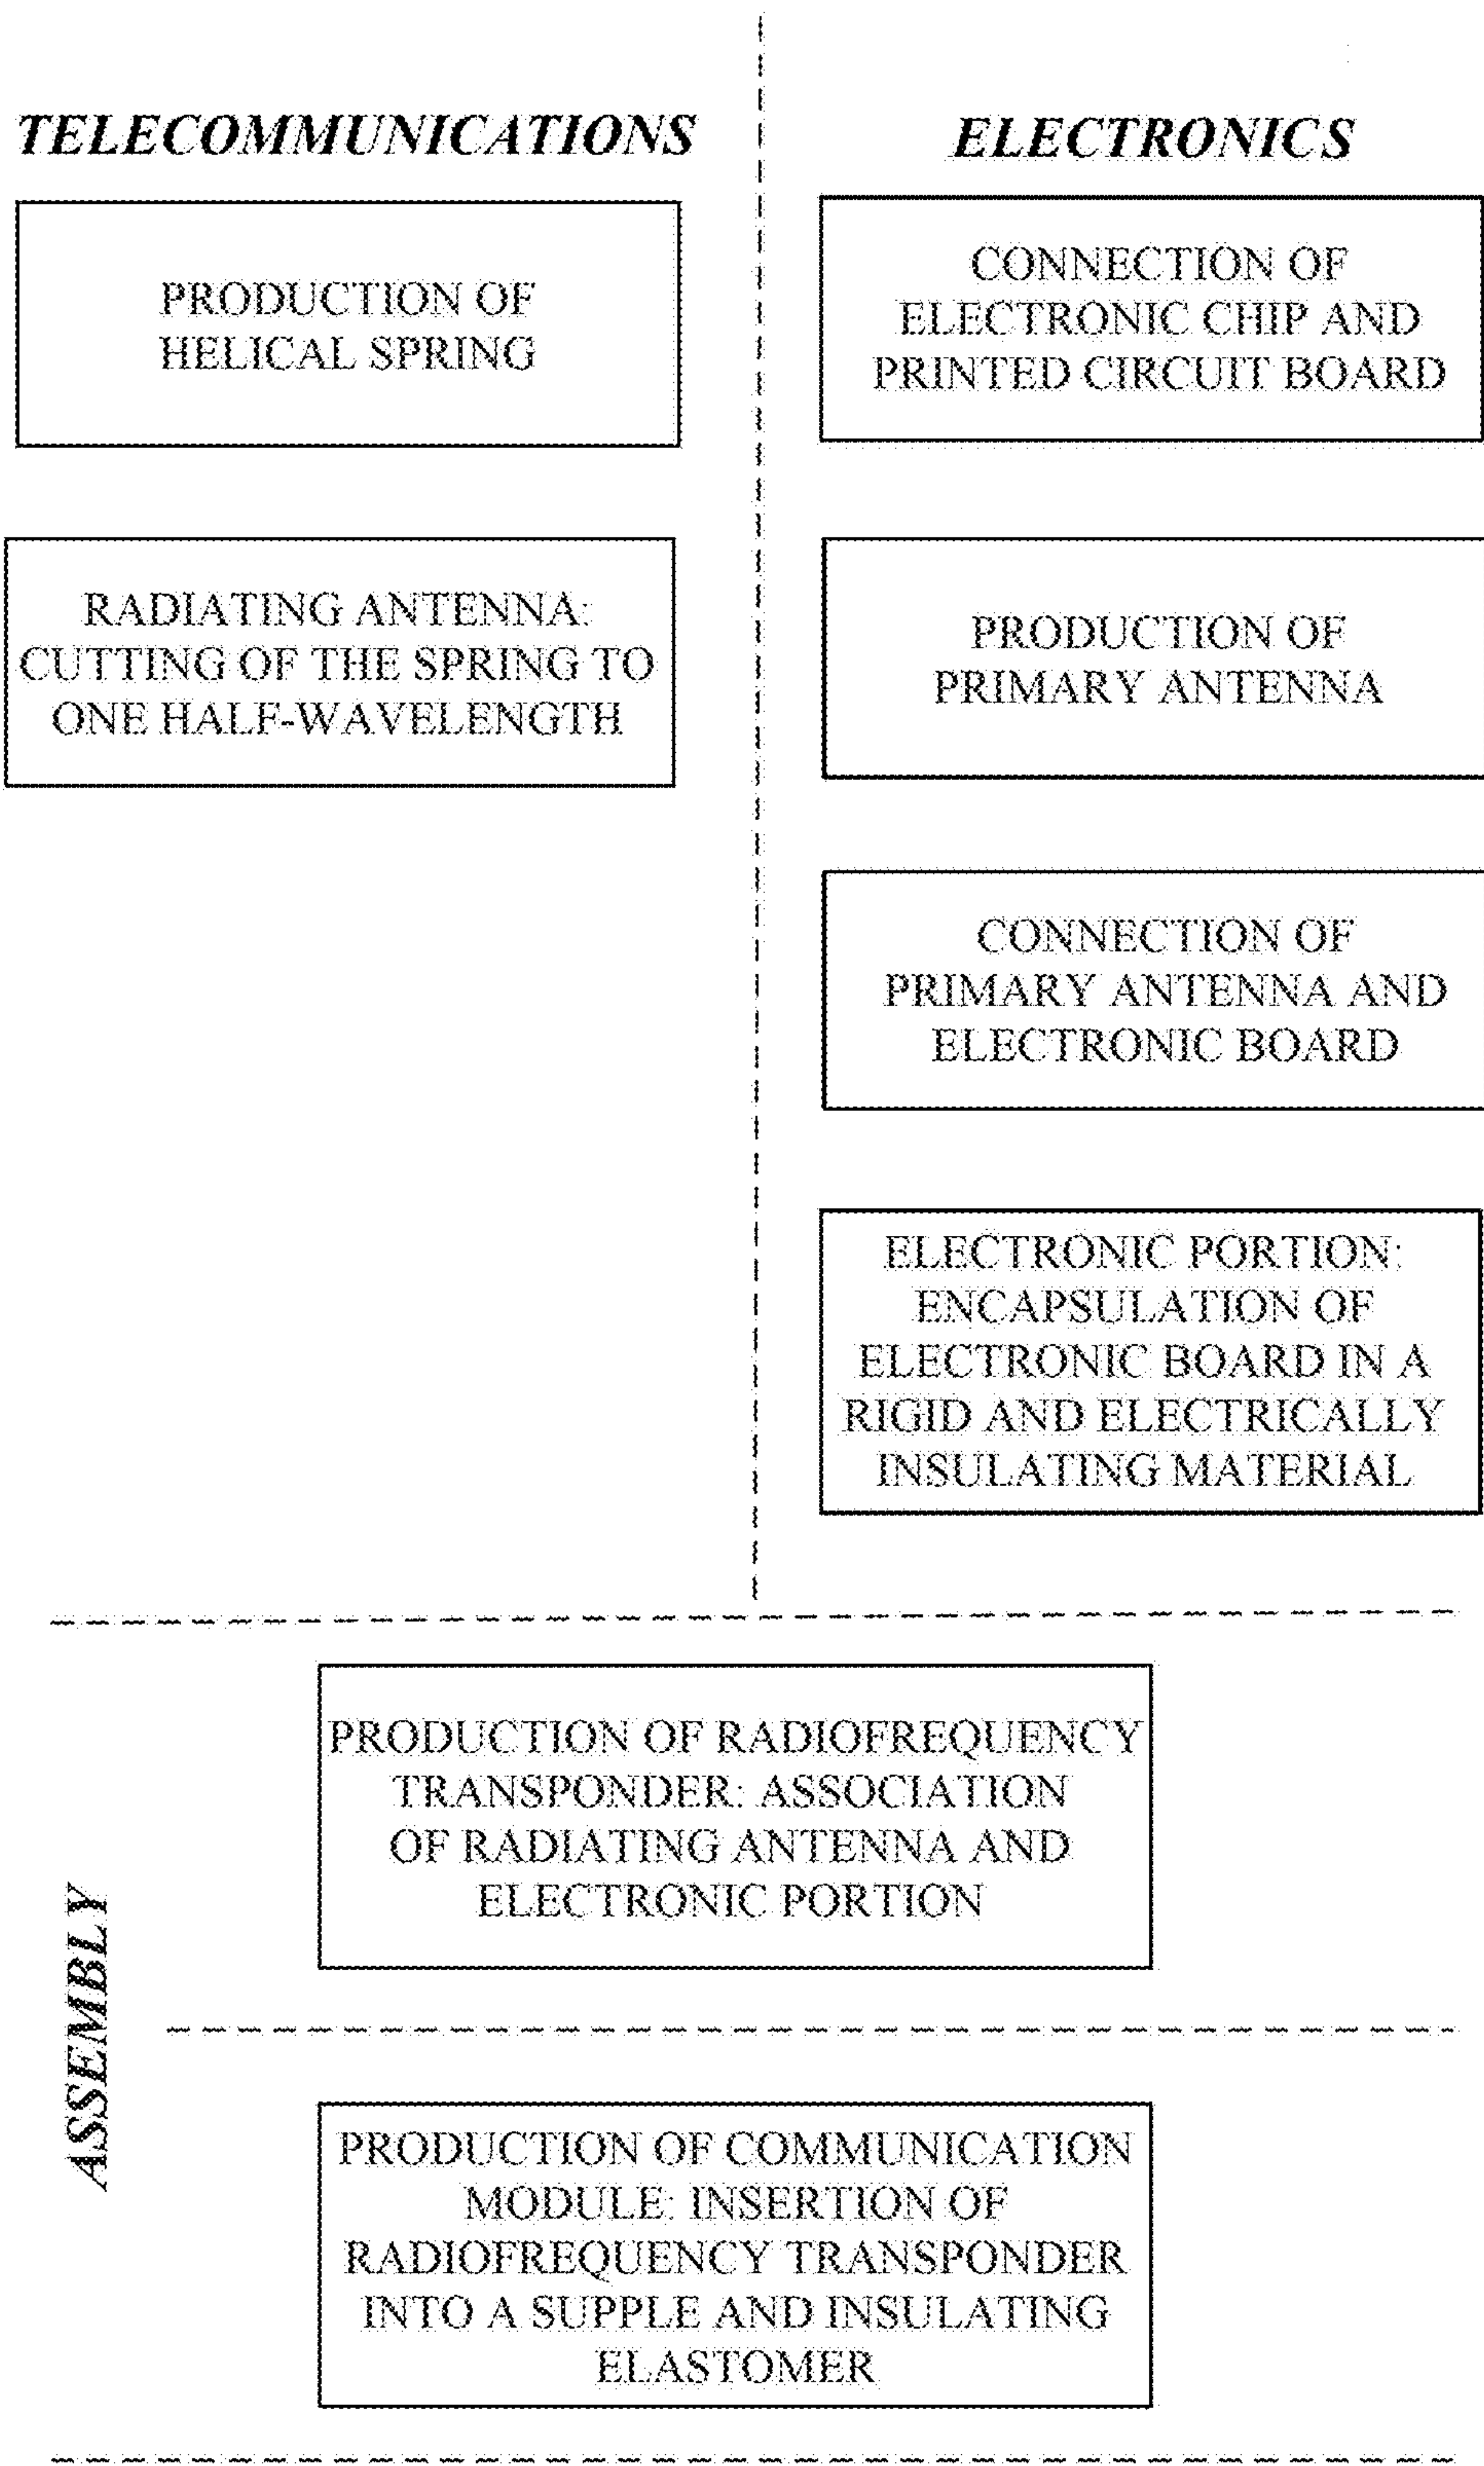 TELECOMMUNICATIONS
PRODUCTION OF
HELICAL SPRING
RADIATING ANTENNA:
CUTTING OF THE SPRING TO
ONE HALF-WAVELENGTH
ELECTRONICS
CONNECTION OF
ELECTRONIC CHIP AND
PRINTED CIRCUIT BOARD
PRODUCTION OF
PRIMARY ANTENNA
CONNECTION OF
PRIMARY ANTENNA AND
ELECTRONIC BOARD
ELECTRONIC PORTION:
ENCAPSULATION OF
ELECTRONIC BOARD IN A
RIGID AND ELECTRICALLY
INSULATING MATERIAL
ASSEMBLY
PRODUCTION OF RADIOFREQUENCY
TRANSPONDER: ASSOCIATION
OF RADIATING ANTENNA AND
ELECTRONIC PORTION
PRODUCTION OF COMMUNICATION
MODULE: INSERTION OF
RADIOFREQUENCY TRANSPONDER
INTO A SUPPLE AND INSULATING
ELASTOMER